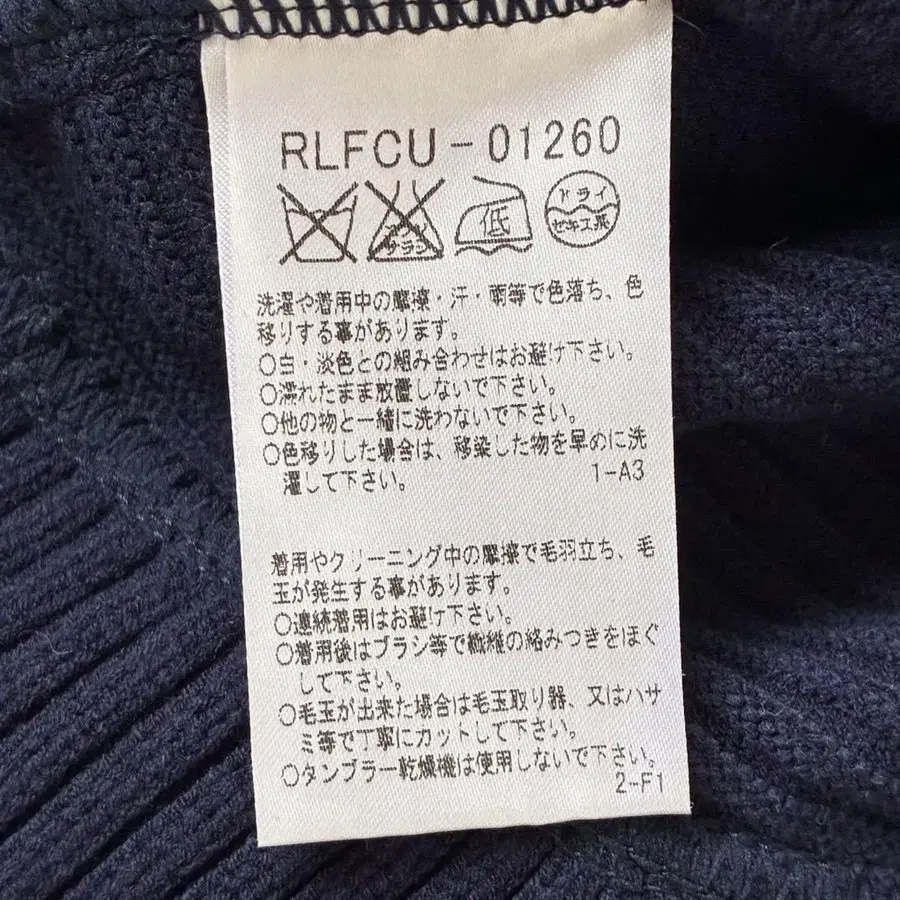 RLFCU-01260
エンソ サラシ
低
ドライ
セキユ系
洗濯や着用中の摩擦・汗・雨等で色落ち、色
移りする事があります。
○白・淡色との組み合わせはお避け下さい。
○濡れたまま放置しないで下さい。
○他の物と一緒に洗わないで下さい。
○色移りした場合は、移染した物を早めに洗
濯して下さい。
1-A3
着用やクリーニング中の摩擦で毛羽立ち、毛
玉が発生する事があります。
○連続着用はお避け下さい。
○着用後はブラシ等で繊維の絡みつきをほぐ
して下さい。
○毛玉が出来た場合は毛玉取り器、又はハサ
ミ等で丁寧にカットして下さい。
○タンブラー乾燥機は使用しないで下さい。
2-F1